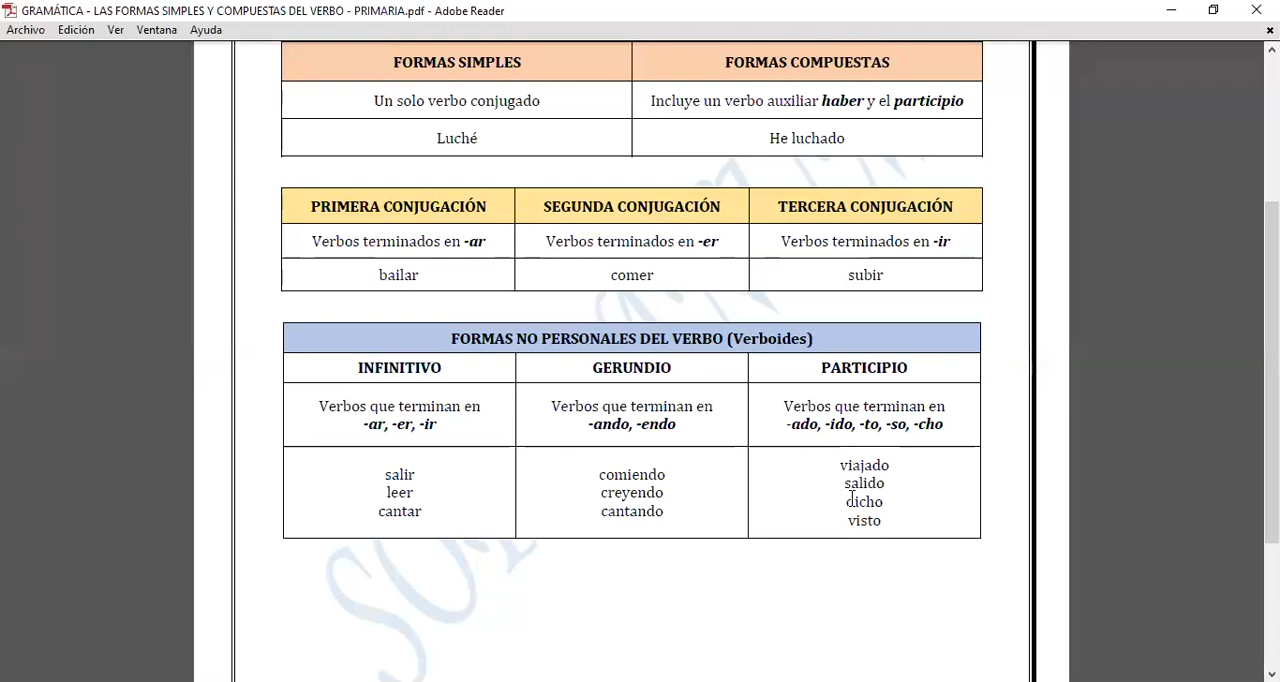 GRAMÁTICA - LAS FORMAS SIMPLES Y COMPUESTAS DEL VERBO - PRIMARIA.pdf - Adobe Reader
Archivo Edición Ver Ventana Ayuda
FORMAS SIMPLES FORMAS COMPUESTAS
Un solo verbo conjugado Incluye un verbo auxiliar haber y el participio
Luché He luchado
PRIMERA CONJUGACIÓN SEGUNDA CONJUGACIÓN TERCERA CONJUGACIÓN
Verbos terminados en -ar Verbos terminados en -er Verbos terminados en -ir
bailar comer subir
FORMAS NO PERSONALES DEL VERBO (Verboides)
INFINITIVO GERUNDIO PARTICIPIO
Verbos que terminan en Verbos que terminan en Verbos que terminan en
-ar, -er, -ir -ando, -endo -ado, -ido, -to, -so, -cho
viajado
salir comiendo salido
leer creyendo dicho
cantar cantando visto